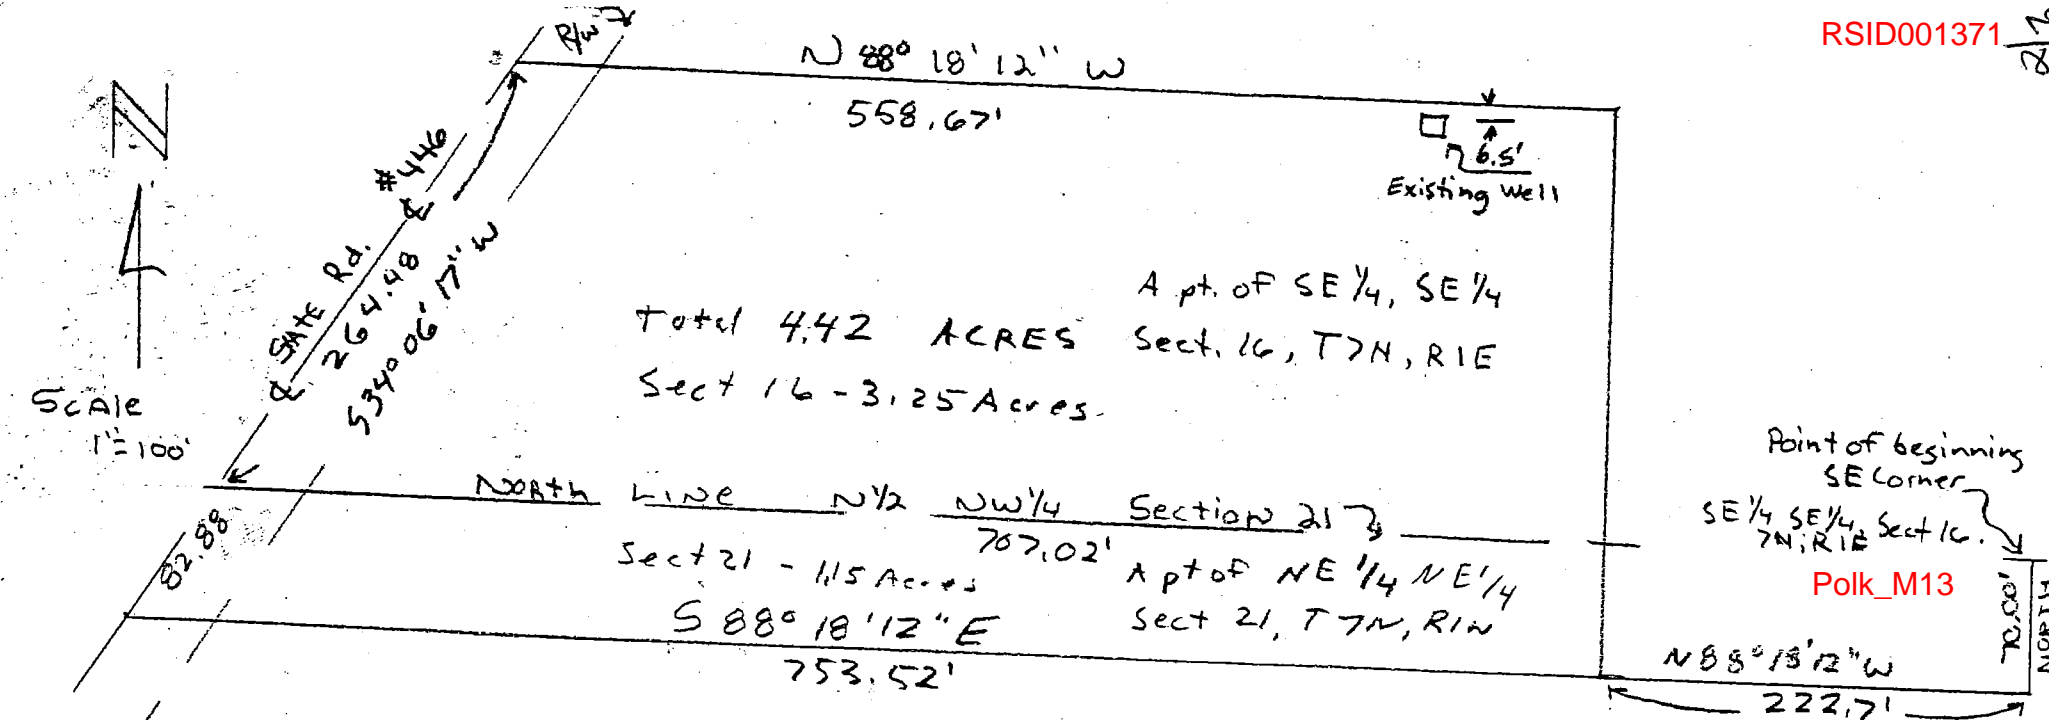 RSID001371
R/W
N 88° 18' 12" W
558.67'
N
#446
6.5'
Existing Well
STATE Rd.
264.48
S34° 06' 17" W
A pt. of SE 1/4, SE 1/4
Total 4.42 ACRES Sect. 16, T7N, R1E
Sect 16 - 3.25 Acres.
Scale
1"=100'
Point of beginning
SE Corner
SE 1/4 SE 1/4, Sect 16.
7N, R1E
North Line N 1/2 NW 1/4 Section 21
767.02'
Sect 21 - 1.15 Acres A pt of NE 1/4 NE 1/4
Sect 21, T 7N, R1W
Polk_M13
82.88
S 88° 18' 12" E
753.52'
N 88° 18' 12" W
222.7'
70.00'
NORTH